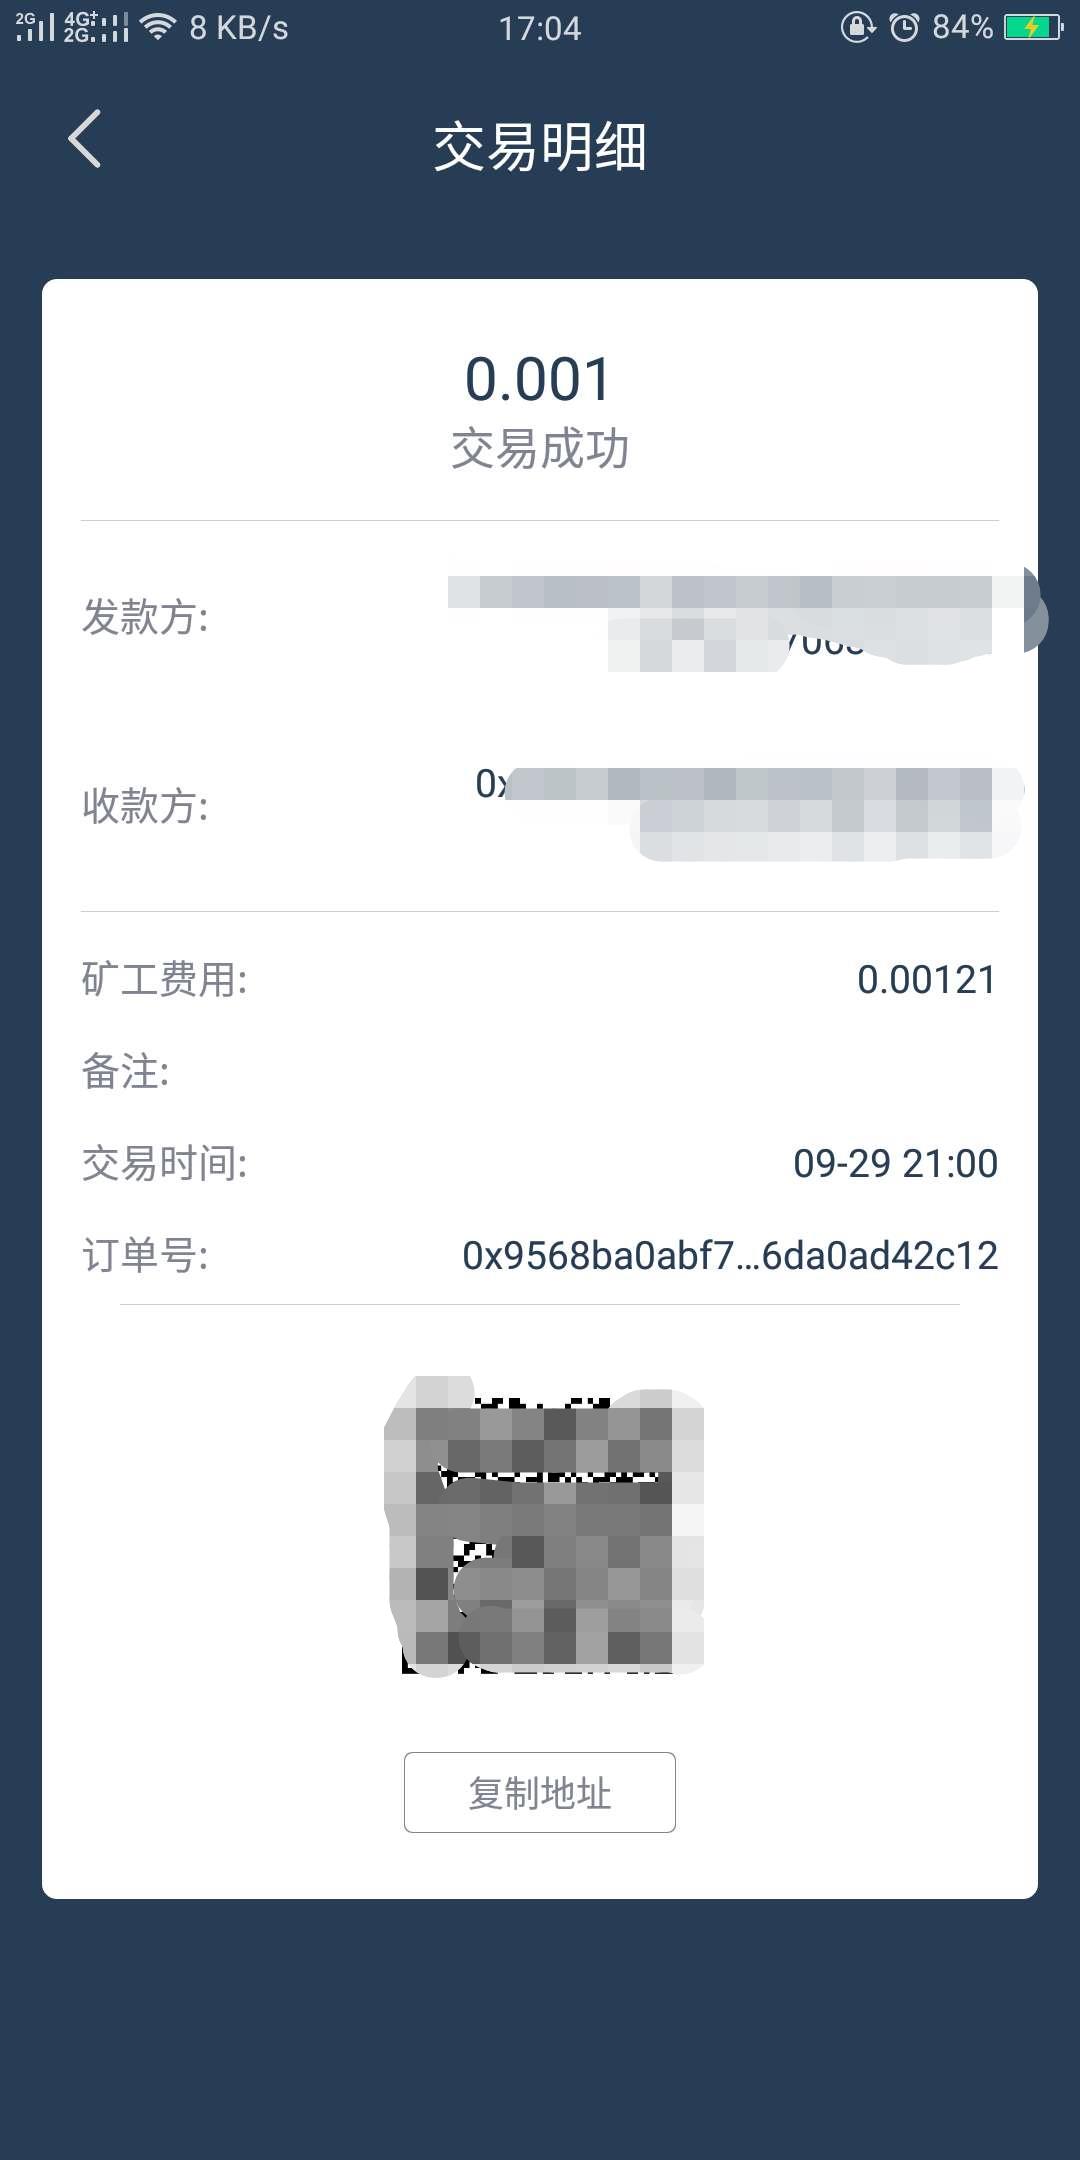 2G 4G+ 2G 8 KB/s 17:04 84%
交易明细
0.001
交易成功
发款方:
收款方:
0x
矿工费用: 0.00121
备注:
交易时间: 09-29 21:00
订单号: 0x9568ba0abf7...6da0ad42c12
复制地址